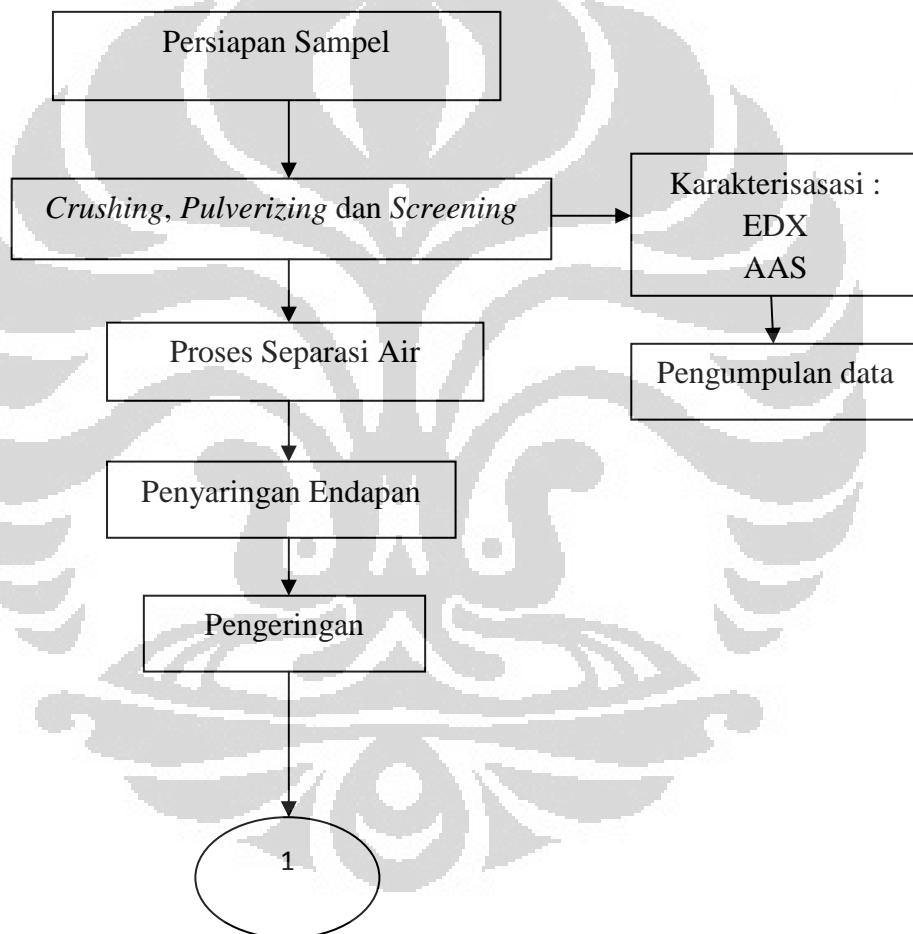 Persiapan Sampel
Crushing, Pulverizing dan Screening
Karakterisasasi :
EDX
AAS
Proses Separasi Air
Pengumpulan data
Penyaringan Endapan
Pengeringan
1